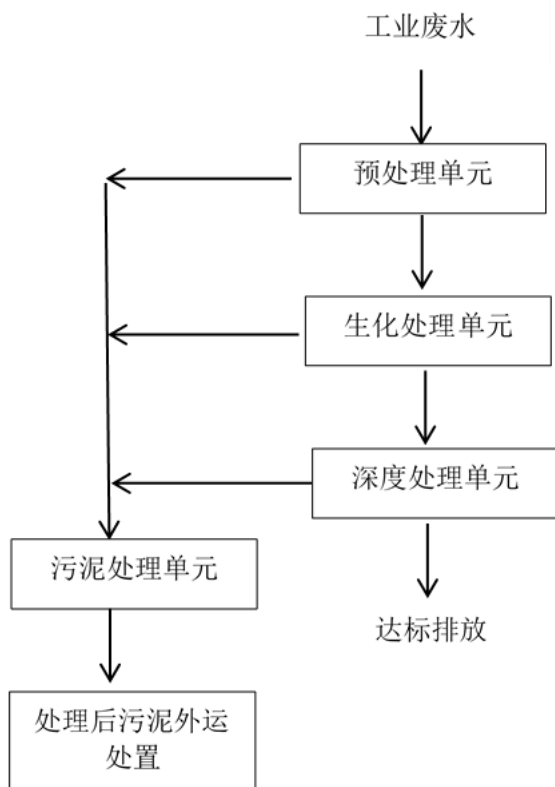 工业废水
预处理单元
生化处理单元
深度处理单元
污泥处理单元
达标排放
处理后污泥外运
处置